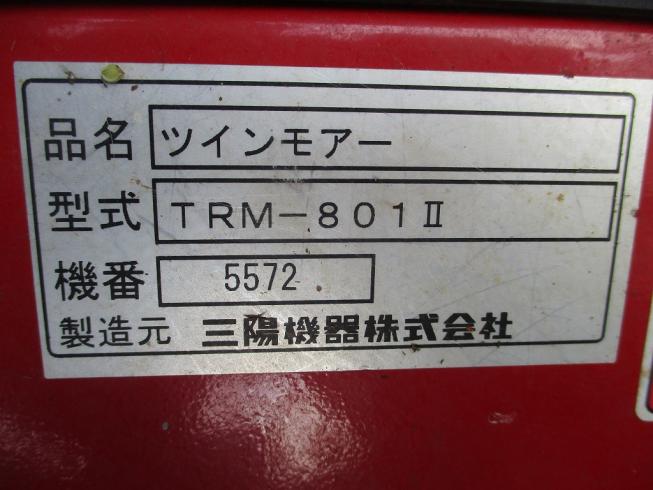 品名 ツインモアー
型式 TRM-801Ⅱ
機番 5572
製造元 三陽機器株式会社